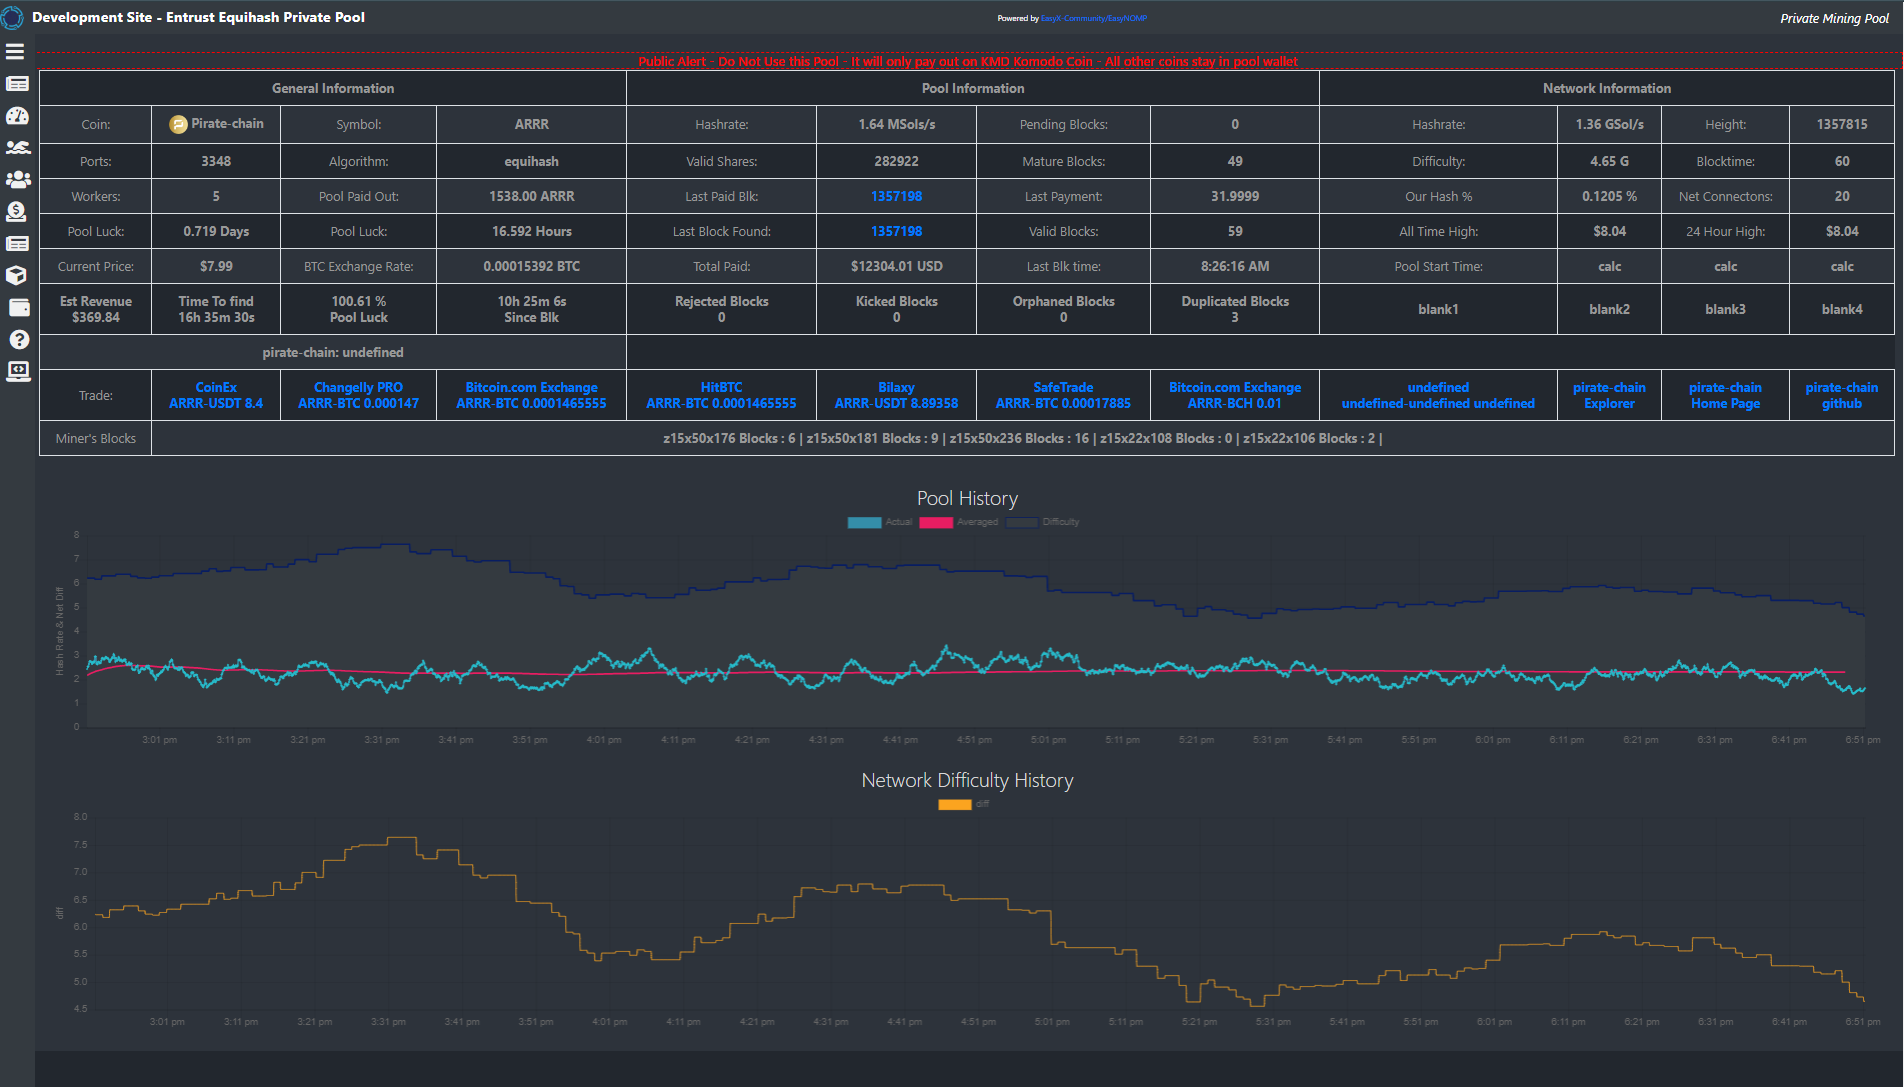 Development Site - Entrust Equihash Private Pool
Powered by EasyX-Community/EasyNOMP
Private Mining Pool
Public Alert - Do Not Use this Pool - It will only pay out on KMD Komodo Coin - All other coins stay in pool wallet
General Information Pool Information Network Information
Coin: Pirate-chain Symbol: ARRR Hashrate: 1.64 MSols/s Pending Blocks: 0 Hashrate: 1.36 GSol/s Height: 1357815
Ports: 3348 Algorithm: equihash Valid Shares: 282922 Mature Blocks: 49 Difficulty: 4.65 G Blocktime: 60
Workers: 5 Pool Paid Out: 1538.00 ARRR Last Paid Blk: 1357198 Last Payment: 31.9999 Our Hash % 0.1205 % Net Connectons: 20
Pool Luck: 0.719 Days Pool Luck: 16.592 Hours Last Block Found: 1357198 Valid Blocks: 59 All Time High: $8.04 24 Hour High: $8.04
Current Price: $7.99 BTC Exchange Rate: 0.00015392 BTC Total Paid: $12304.01 USD Last Blk time: 8:26:16 AM Pool Start Time: calc calc calc
Est Revenue Time To find 100.61 % 10h 25m 6s Rejected Blocks Kicked Blocks Orphaned Blocks Duplicated Blocks blank1 blank2 blank3 blank4
$369.84 16h 35m 30s Pool Luck Since Blk 0 0 0 3
pirate-chain: undefined
Trade: CoinEx Changelly PRO Bitcoin.com Exchange HitBTC Bilaxy SafeTrade Bitcoin.com Exchange undefined pirate-chain pirate-chain pirate-chain
ARRR-USDT 8.4 ARRR-BTC 0.000147 ARRR-BTC 0.0001465555 ARRR-BTC 0.0001465555 ARRR-USDT 8.89358 ARRR-BTC 0.00017885 ARRR-BCH 0.01 undefined-undefined undefined Explorer Home Page github
Miner's Blocks z15x50x176 Blocks : 6 | z15x50x181 Blocks : 9 | z15x50x236 Blocks : 16 | z15x22x108 Blocks : 0 | z15x22x106 Blocks : 2 |
Pool History
Actual Averaged Difficulty
Hash Rate & Net Diff
8
7
6
5
4
3
2
1
0
3:01 pm 3:11 pm 3:21 pm 3:31 pm 3:41 pm 3:51 pm 4:01 pm 4:11 pm 4:21 pm 4:31 pm 4:41 pm 4:51 pm 5:01 pm 5:11 pm 5:21 pm 5:31 pm 5:41 pm 5:51 pm 6:01 pm 6:11 pm 6:21 pm 6:31 pm 6:41 pm 6:51 pm
Network Difficulty History
diff
diff
8.0
7.5
7.0
6.5
6.0
5.5
5.0
4.5
3:01 pm 3:11 pm 3:21 pm 3:31 pm 3:41 pm 3:51 pm 4:01 pm 4:11 pm 4:21 pm 4:31 pm 4:41 pm 4:51 pm 5:01 pm 5:11 pm 5:21 pm 5:31 pm 5:41 pm 5:51 pm 6:01 pm 6:11 pm 6:21 pm 6:31 pm 6:41 pm 6:51 pm